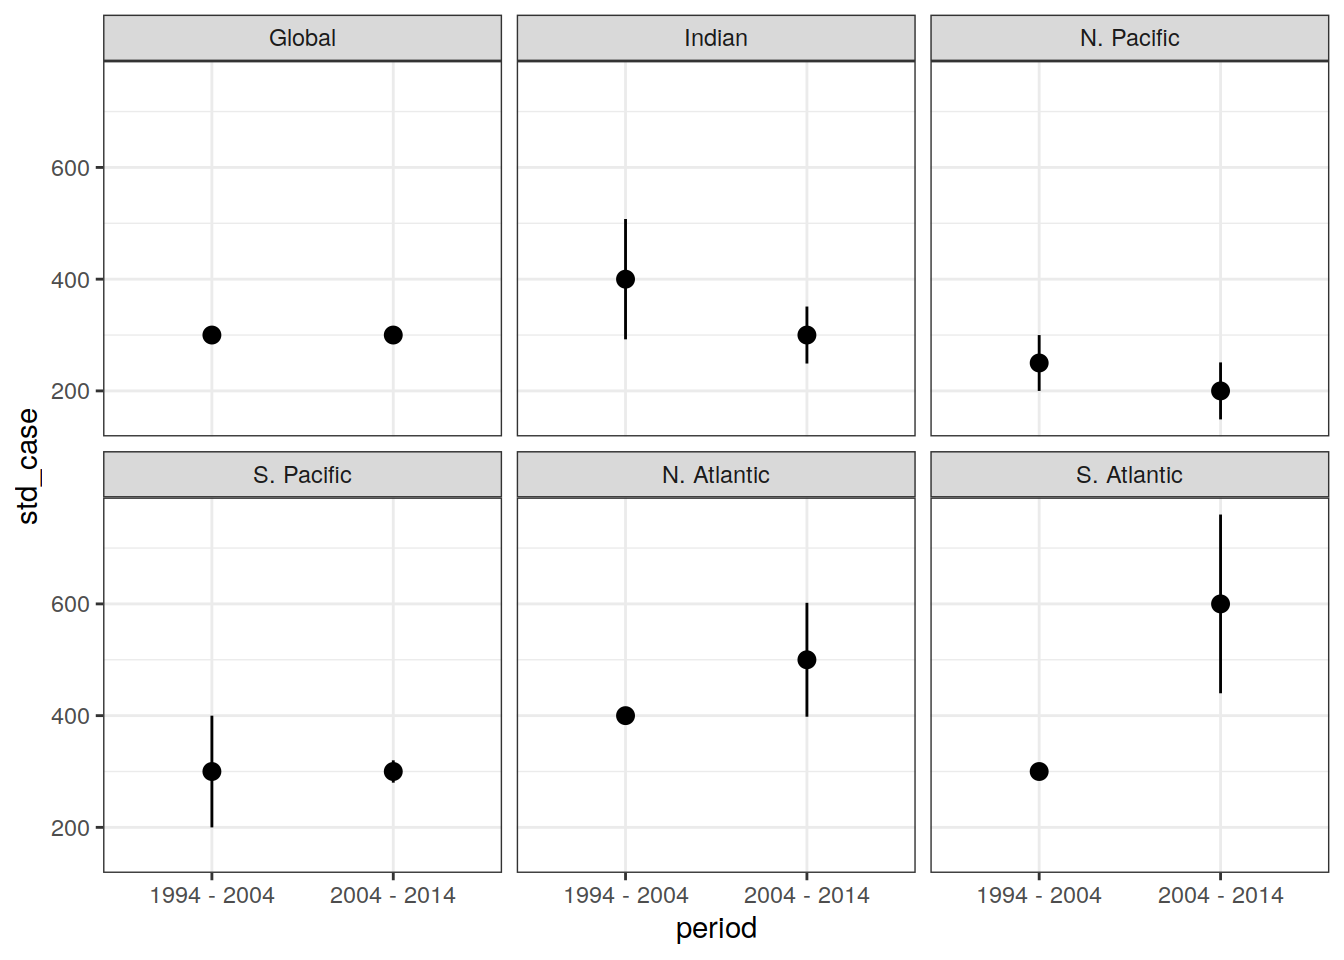 Global
Indian
N. Pacific
600
400
200
S. Pacific
N. Atlantic
S. Atlantic
600
400
200
std_case
1994 - 2004
2004 - 2014
1994 - 2004
2004 - 2014
1994 - 2004
2004 - 2014
period